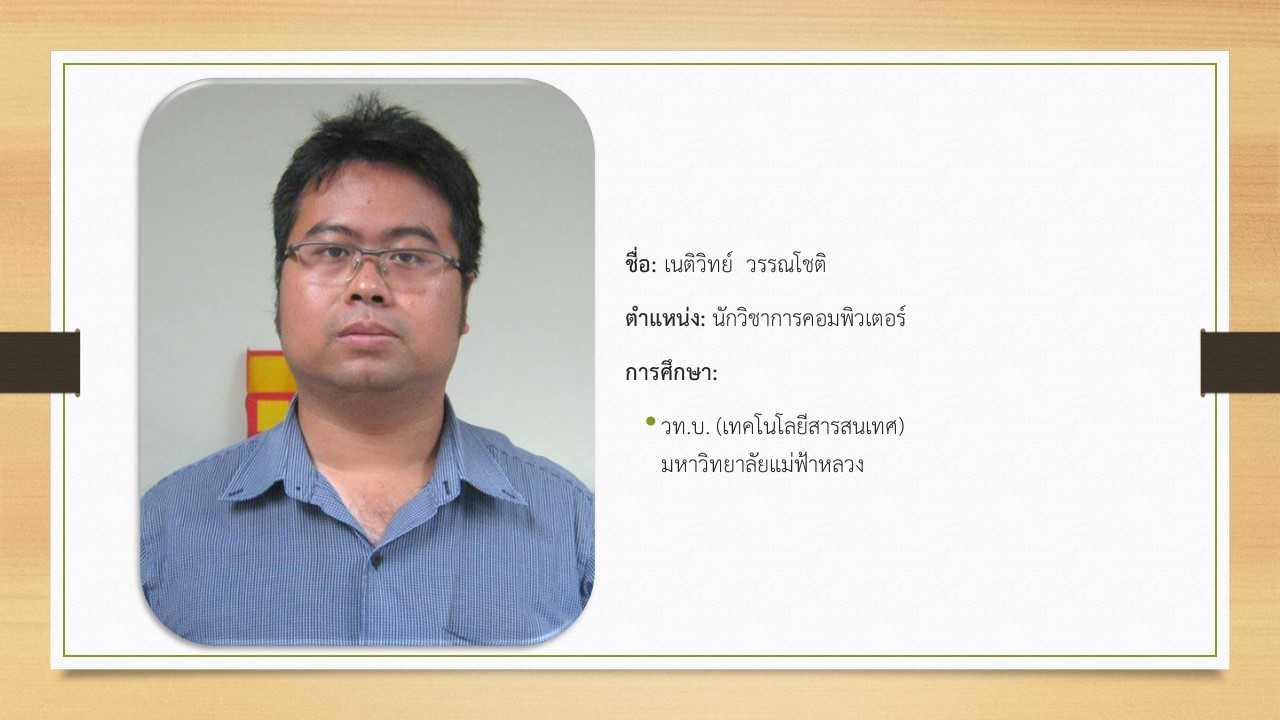 ชื่อ: เนติวิทย์ วรรณโชติ
ตำแหน่ง: นักวิชาการคอมพิวเตอร์
การศึกษา:
• วท.บ. (เทคโนโลยีสารสนเทศ)
มหาวิทยาลัยแม่ฟ้าหลวง